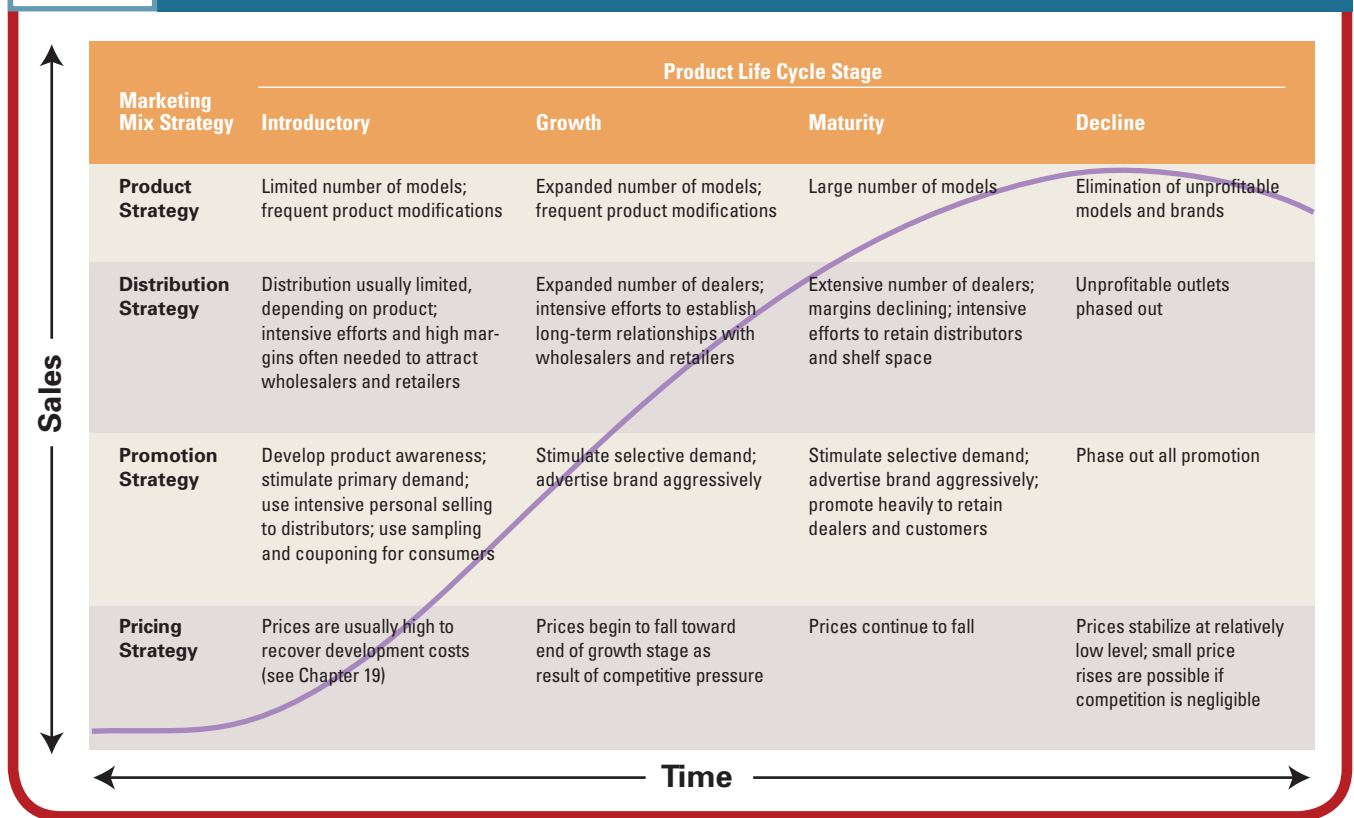 Product Life Cycle Stage
Marketing
Mix Strategy
Introductory
Growth
Maturity
Decline
Product
Strategy
Limited number of models;
frequent product modifications
Expanded number of models;
frequent product modifications
Large number of models
Elimination of unprofitable
models and brands
Distribution
Strategy
Distribution usually limited,
depending on product;
intensive efforts and high mar-
gins often needed to attract
wholesalers and retailers
Expanded number of dealers;
intensive efforts to establish
long-term relationships with
wholesalers and retailers
Extensive number of dealers;
margins declining; intensive
efforts to retain distributors
and shelf space
Unprofitable outlets
phased out
Promotion
Strategy
Develop product awareness;
stimulate primary demand;
use intensive personal selling
to distributors; use sampling
and couponing for consumers
Stimulate selective demand;
advertise brand aggressively
Stimulate selective demand;
advertise brand aggressively;
promote heavily to retain
dealers and customers
Phase out all promotion
Pricing
Strategy
Prices are usually high to
recover development costs
(see Chapter 19)
Prices begin to fall toward
end of growth stage as
result of competitive pressure
Prices continue to fall
Prices stabilize at relatively
low level; small price
rises are possible if
competition is negligible
Sales
Time